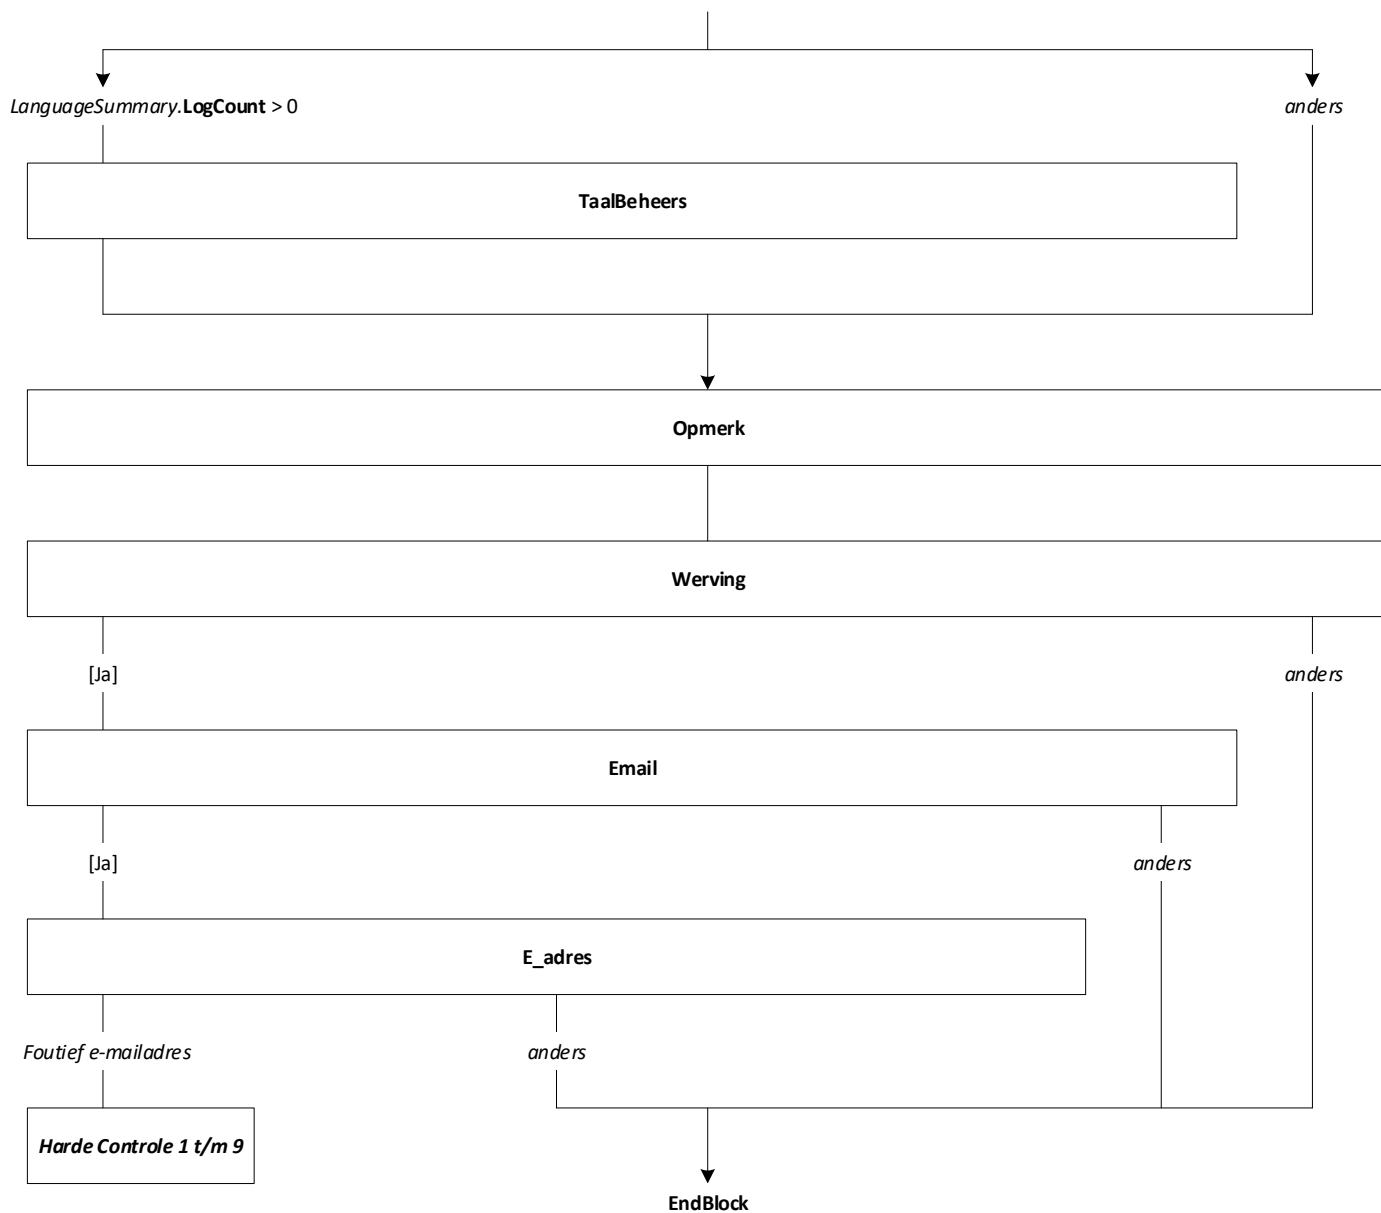 LanguageSummary.LogCount > 0
anders
TaalBeheers
Opmerk
Werving
[Ja]
anders
Email
[Ja]
anders
E_adres
Foutief e-mailadres
anders
Harde Controle 1 t/m 9
EndBlock